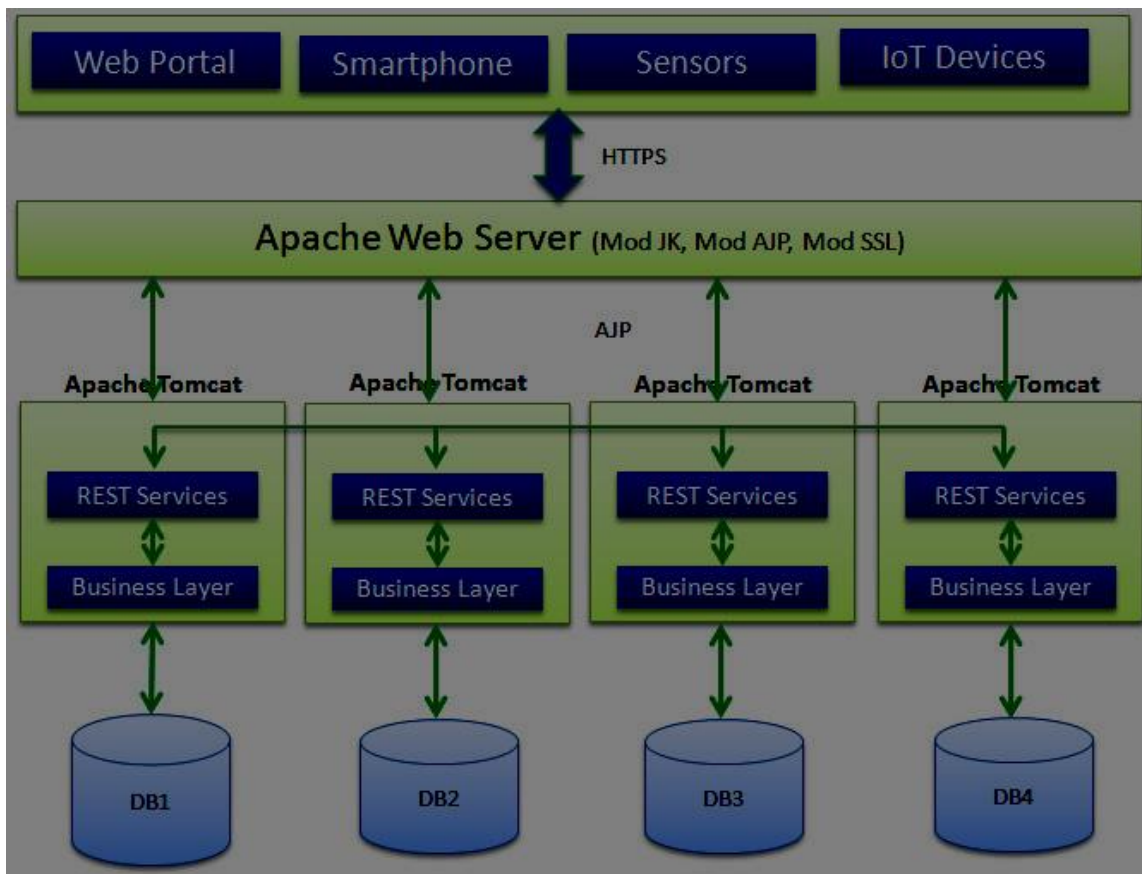 Web Portal
Smartphone
Sensors
IoT Devices
HTTPS
Apache Web Server (Mod JK, Mod AJP, Mod SSL)
AJP
Apache Tomcat
Apache Tomcat
Apache Tomcat
Apache Tomcat
REST Services
REST Services
REST Services
REST Services
Business Layer
Business Layer
Business Layer
Business Layer
DB1
DB2
DB3
DB4